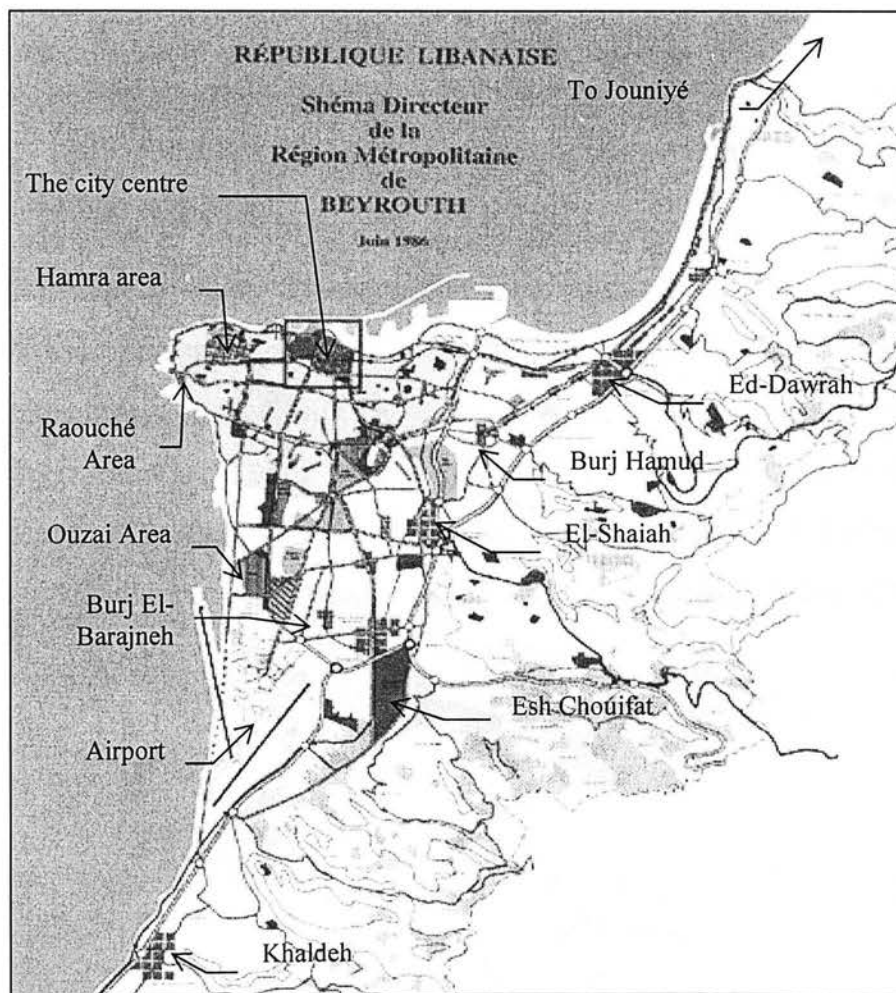 RÉPUBLIQUE LIBANAISE
To Jouniyé
Shéma Directeur
de la
Région Métropolitaine
de
BEYROUTH
Juin 1986
The city centre
Hamra area
Ed-Dawrah
Raouché
Area
Burj Hamud
Ouzai Area
El-Shaiah
Burj El-
Barajneh
Esh Chouifat
Airport
Khaldeh